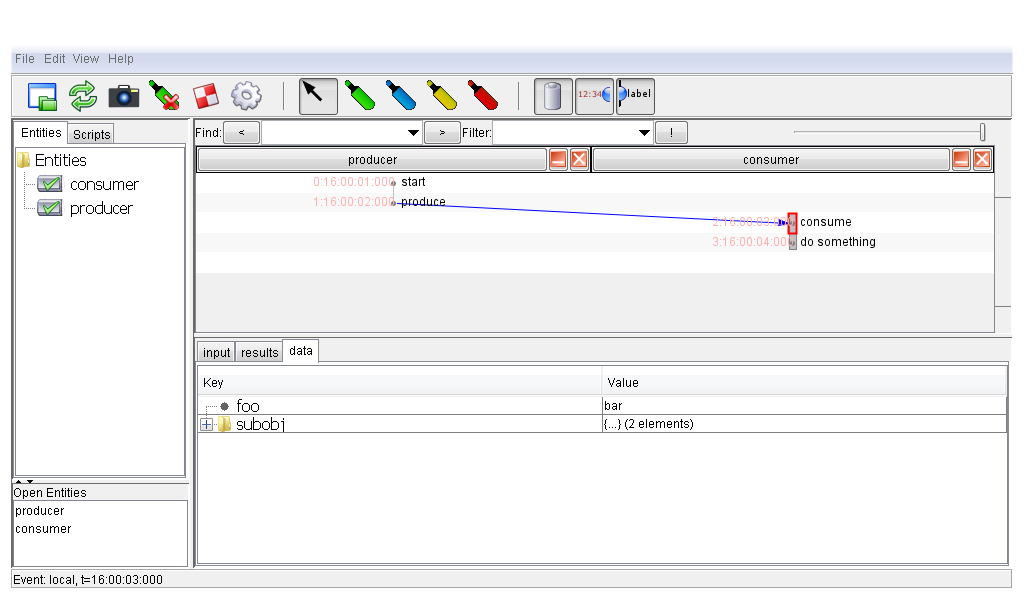 File Edit View Help
12:34
label
Entities Scripts
Find: < > Filter: !
Entities
consumer
producer
producer consumer
0:16:00:01:000 start
1:16:00:02:000 produce
2:16:00:03:00 consume
3:16:00:04:00 do something
input results data
Key Value
foo bar
subobj {...} (2 elements)
Open Entities
producer
consumer
Event: local, t=16:00:03:000